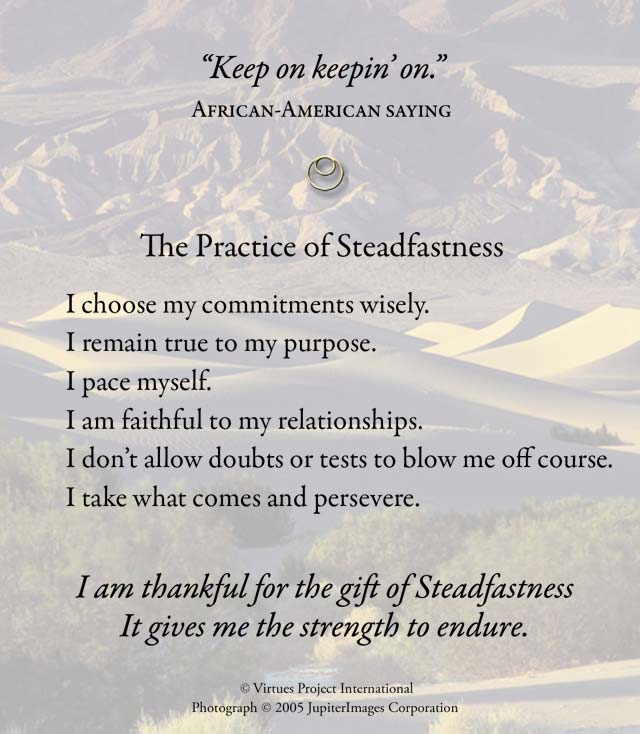 “Keep on keepin’ on.”
African-American saying
The Practice of Steadfastness
I choose my commitments wisely.
I remain true to my purpose.
I pace myself.
I am faithful to my relationships.
I don’t allow doubts or tests to blow me off course.
I take what comes and persevere.
I am thankful for the gift of Steadfastness
It gives me the strength to endure.
© Virtues Project International
Photograph © 2005 JupiterImages Corporation